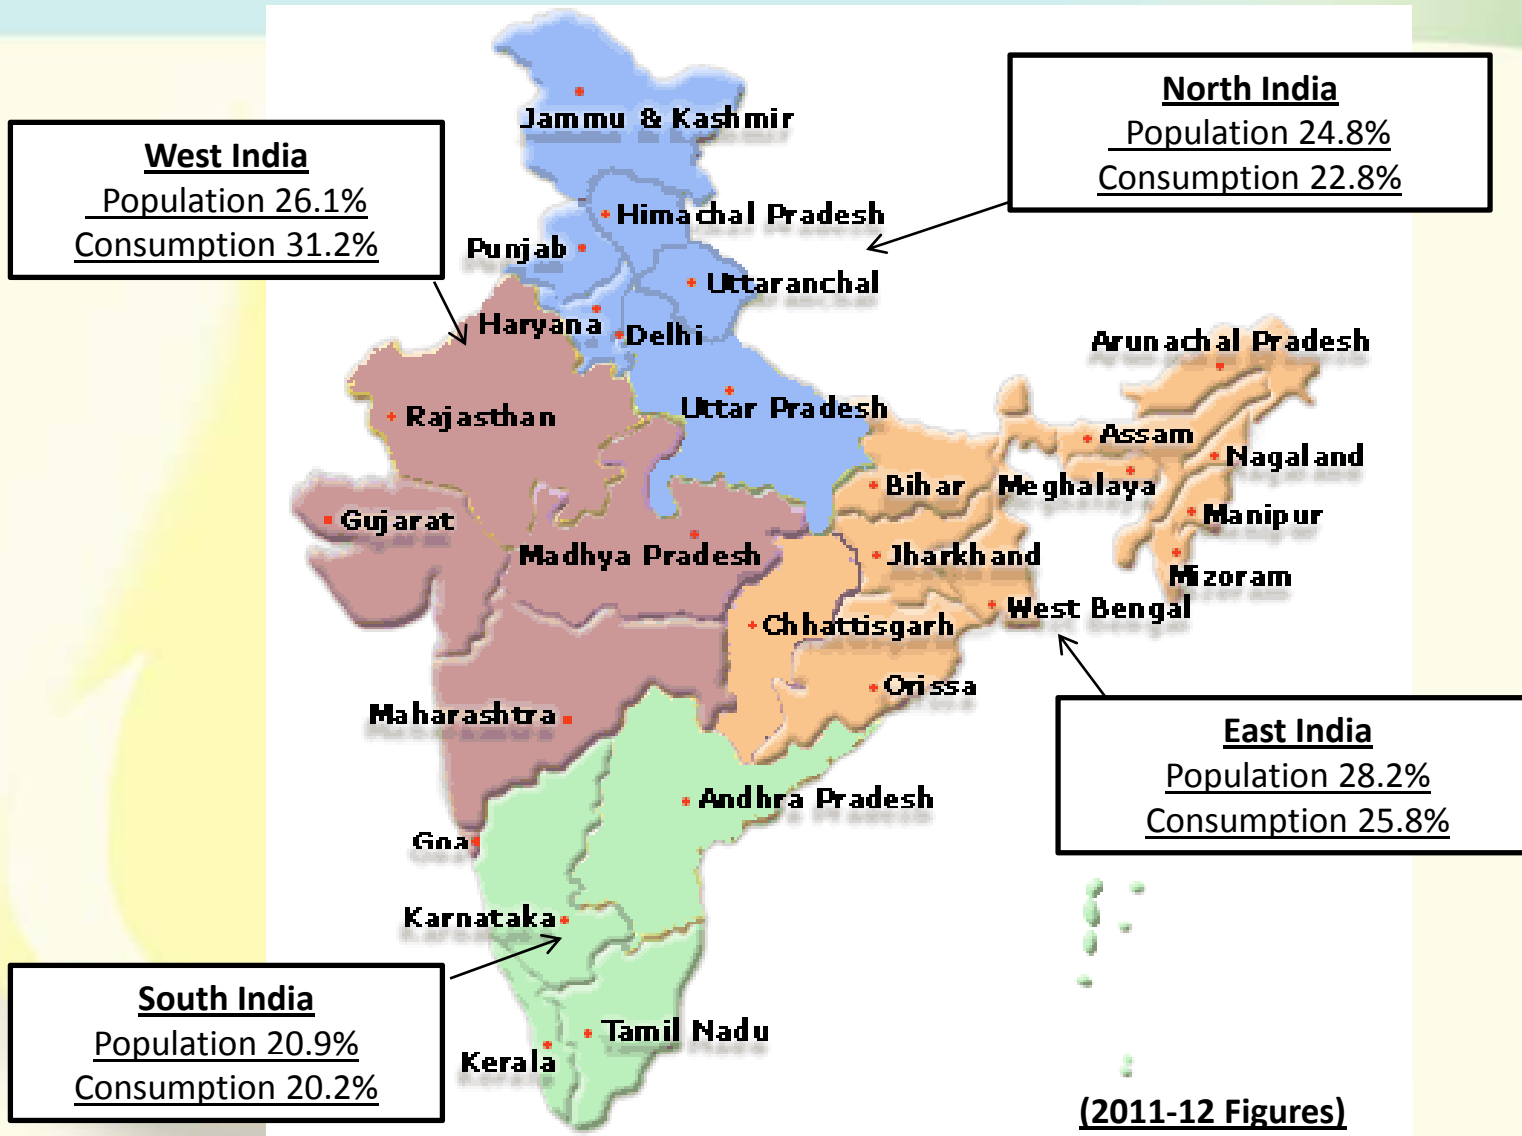 North India
Population 24.8%
Consumption 22.8%
West India
Population 26.1%
Consumption 31.2%
Jammu & Kashmir
Himachal Pradesh
Punjab
Uttaranchal
Haryana
Delhi
Arunachal Pradesh
Rajasthan
Uttar Pradesh
Assam
Nagaland
Bihar
Meghalaya
Gujarat
Manipur
Madhya Pradesh
Jharkhand
Mizoram
West Bengal
Chhattisgarh
Orissa
Maharashtra
East India
Population 28.2%
Consumption 25.8%
Andhra Pradesh
Goa
Karnataka
South India
Population 20.9%
Consumption 20.2%
Tamil Nadu
Kerala
(2011-12 Figures)